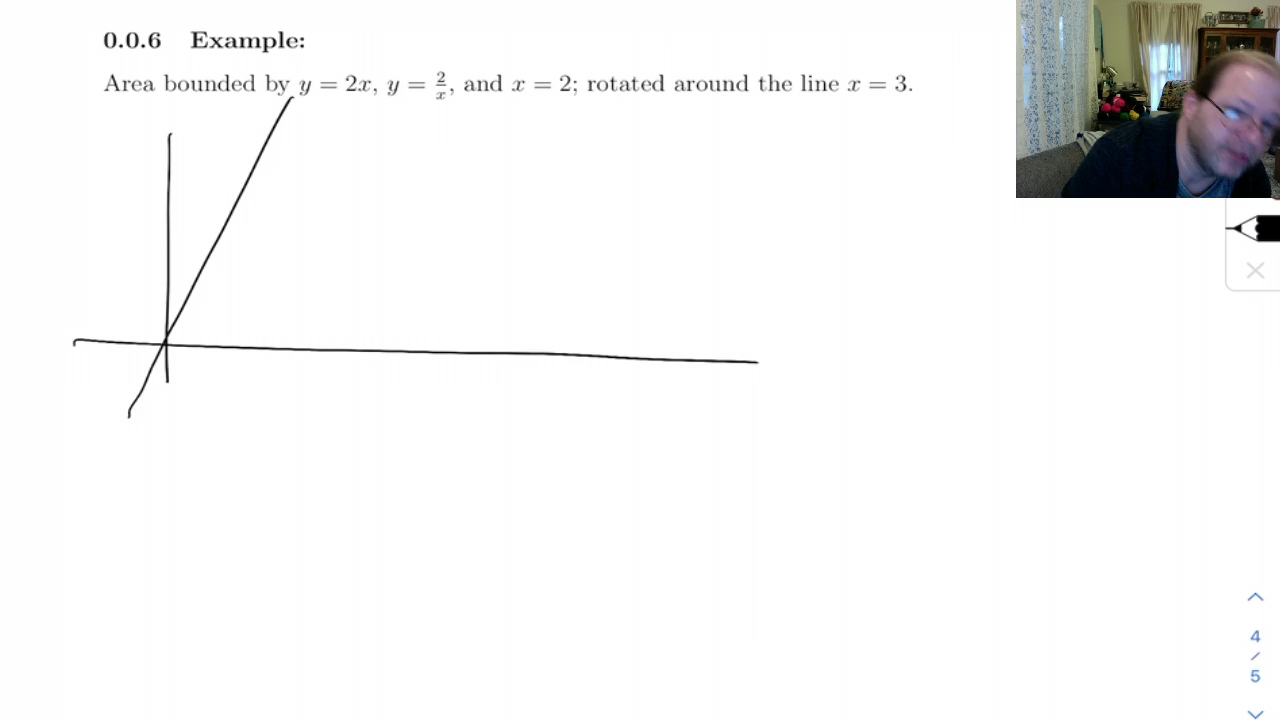 0.0.6 Example:
Area bounded by y = 2x, y = 2/x, and x = 2; rotated around the line x = 3.
4
/
5